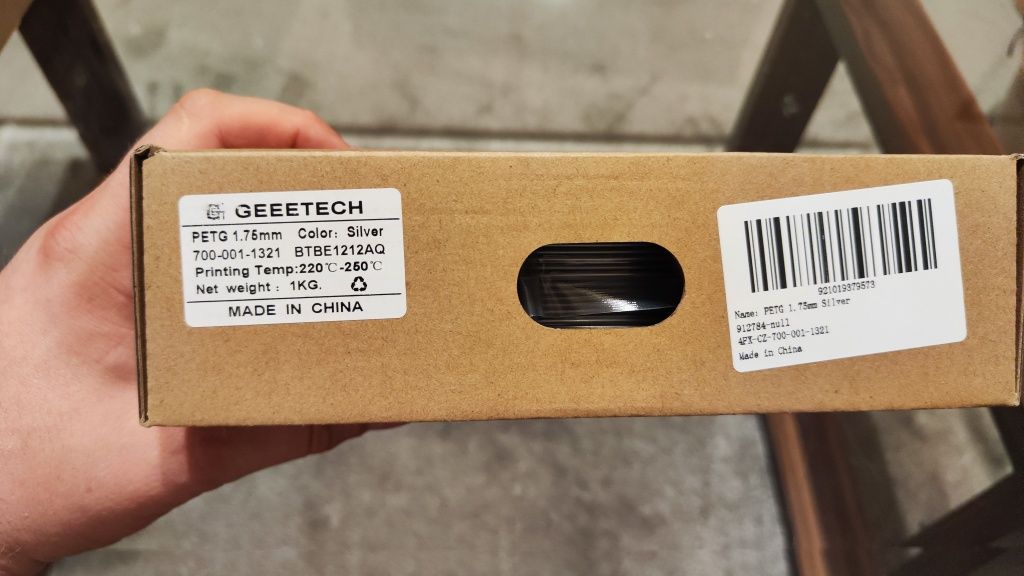 GEEETECH
PETG 1.75mm Color: Silver
700-001-1321 BTBE1212AQ
Printing Temp:220℃-250℃
Net weight: 1KG.
MADE IN CHINA
921019379573
Name: PETG 1.75mm Silver
912784-null
4PX-CZ-700-001-1321
Made in China